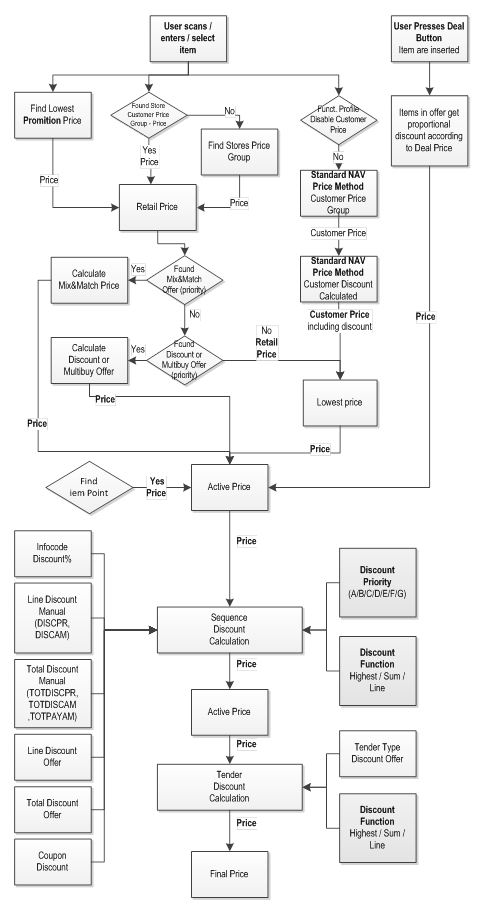 User scans /
enters / select
item
User Presses Deal
Button
Item are inserted
Find Lowest
Promition Price
Found Store
Customer Price
Group - Price
No
Funct. Profile
Disable Customer
Price
Items in offer get
proportional
discount according
to Deal Price
Yes
Price
Find Stores Price
Group
No
Price
Standard NAV
Price Method
Customer Price
Group
Retail Price
Price
Customer Price
Calculate
Mix&Match Price
Yes
Found
Mix&Match
Offer (priority)
Standard NAV
Price Method
Customer Discount
Calculated
No
Customer Price
including discount
Price
Calculate
Discount or
Multibuy Offer
Yes
Found
Discount or
Multibuy Offer
(priority)
No
Retail
Price
Price
Lowest price
Price
Price
Find
iem Point
Yes
Price
Active Price
Price
Infocode
Discount%
Discount
Priority
(A/B/C/D/E/F/G)
Line Discount
Manual
(DISCPR,
DISCAM)
Sequence
Discount
Calculation
Discount
Function
Highest / Sum /
Line
Total Discount
Manual
(TOTDISCPR,
TOTDISCAM
,TOTPAYAM)
Price
Active Price
Line Discount
Offer
Price
Tender Type
Discount Offer
Tender
Discount
Calculation
Total Discount
Offer
Discount
Function
Highest / Sum /
Line
Price
Coupon
Discount
Final Price